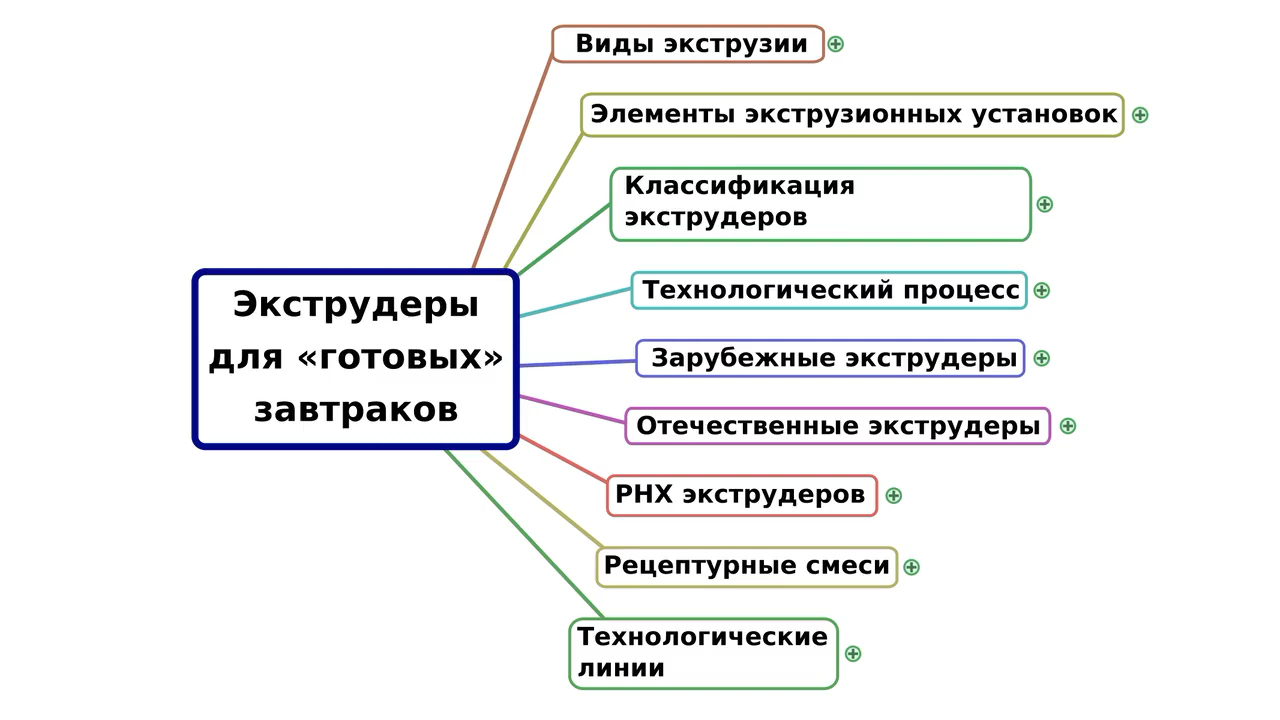 Виды экструзии
Элементы экструзионных установок
Классификация
экструдеров
Технологический процесс
Экструдеры
для «готовых»
завтраков
Зарубежные экструдеры
Отечественные экструдеры
РНХ экструдеров
Рецептурные смеси
Технологические
линии